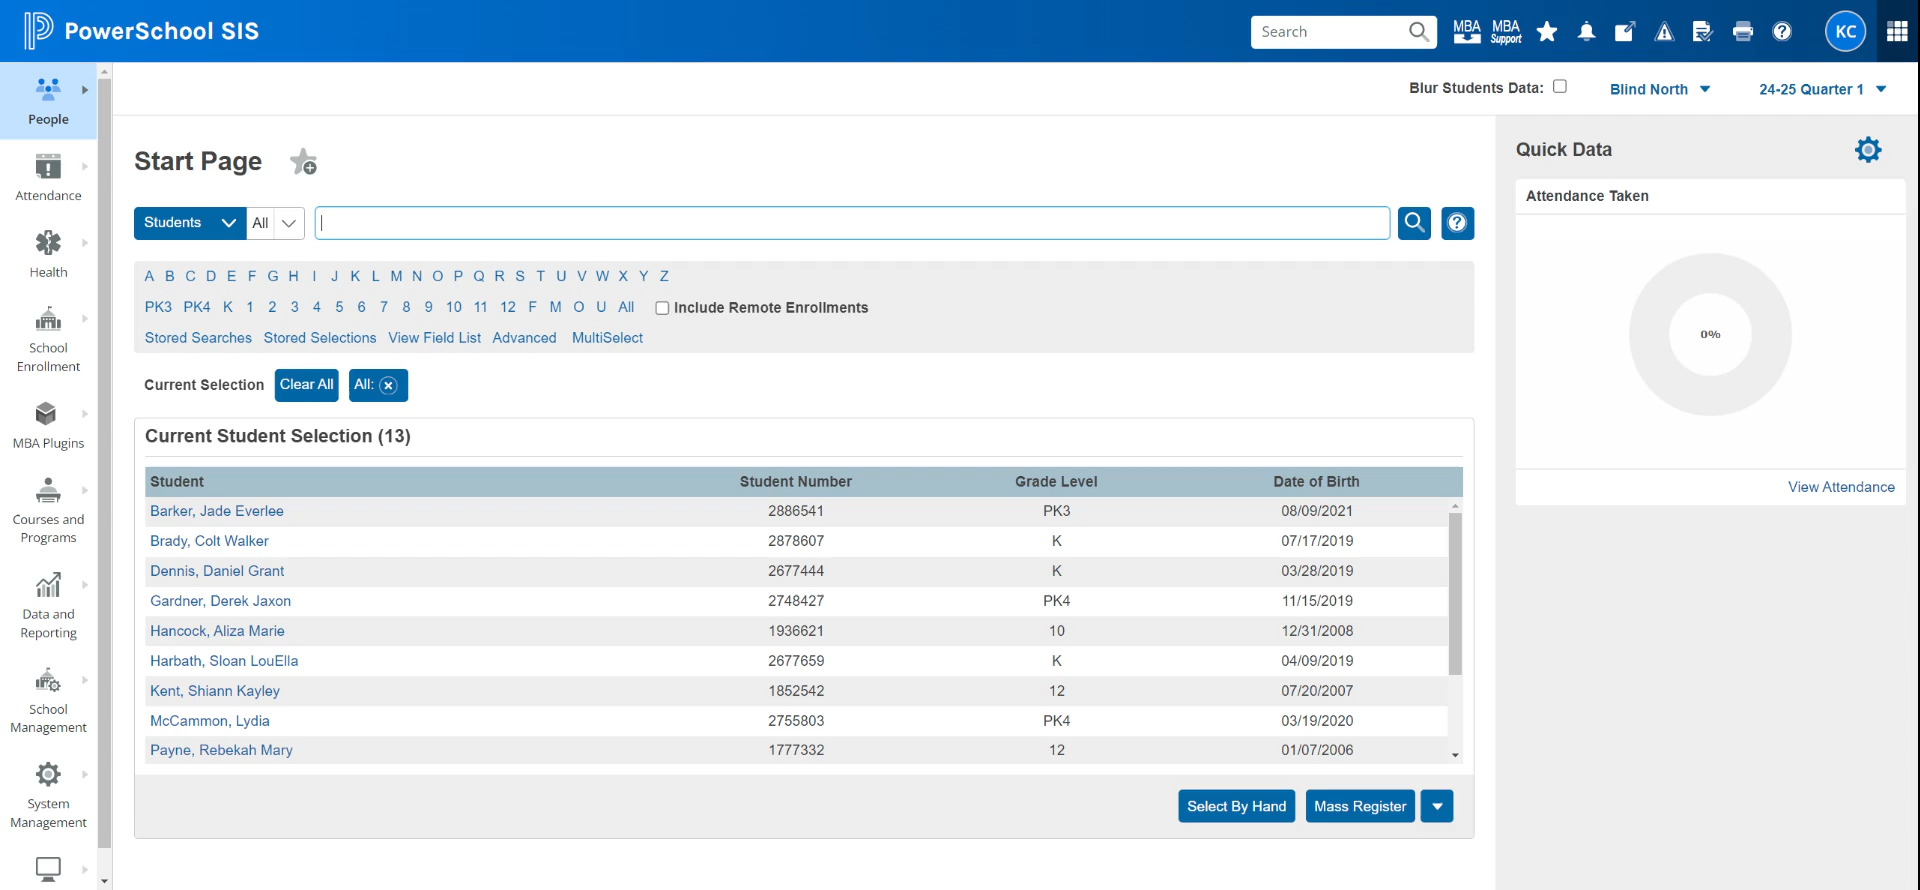 PowerSchool SIS
Search
MBA
MBA Support
KC
Blur Students Data:
Blind North
24-25 Quarter 1
People
Attendance
Health
School Enrollment
MBA Plugins
Courses and Programs
Data and Reporting
School Management
System Management
Start Page
Students
All
A B C D E F G H I J K L M N O P Q R S T U V W X Y Z
PK3 PK4 K 1 2 3 4 5 6 7 8 9 10 11 12 F M O U All Include Remote Enrollments
Stored Searches Stored Selections View Field List Advanced MultiSelect
Current Selection Clear All All:
Current Student Selection (13)
Student Student Number Grade Level Date of Birth
Barker, Jade Everlee 2886541 PK3 08/09/2021
Brady, Colt Walker 2878607 K 07/17/2019
Dennis, Daniel Grant 2677444 K 03/28/2019
Gardner, Derek Jaxon 2748427 PK4 11/15/2019
Hancock, Aliza Marie 1936621 10 12/31/2008
Harbath, Sloan LouElla 2677659 K 04/09/2019
Kent, Shiann Kayley 1852542 12 07/20/2007
McCammon, Lydia 2755803 PK4 03/19/2020
Payne, Rebekah Mary 1777332 12 01/07/2006
Select By Hand Mass Register
Quick Data
Attendance Taken
0%
View Attendance